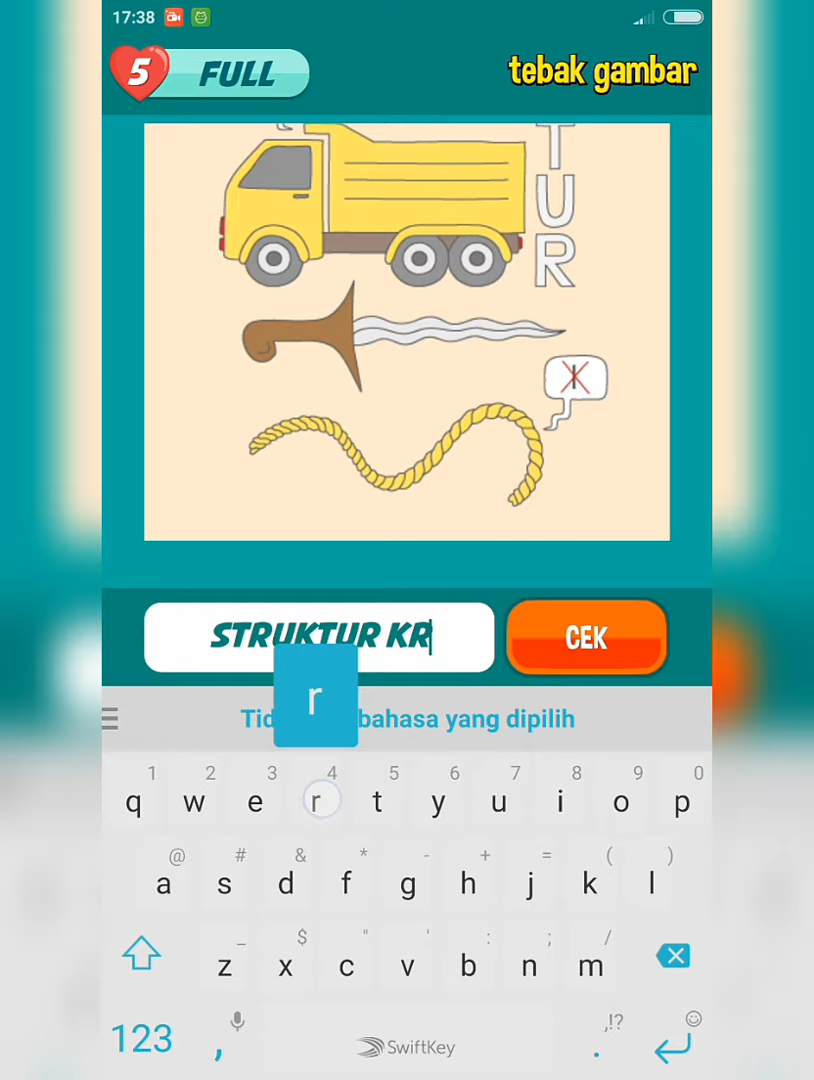 17:38
5 FULL
tebak gambar
T
U
R
STRUKTUR KR
CEK
r
Tid bahasa yang dipilih
1 2 3 4 5 6 7 8 9 0
q w e r t y u i o p
@ # & * - + = ( )
a s d f g h j k l
_ $ " ' : ; /
z x c v b n m
,!?
123 , SwiftKey .